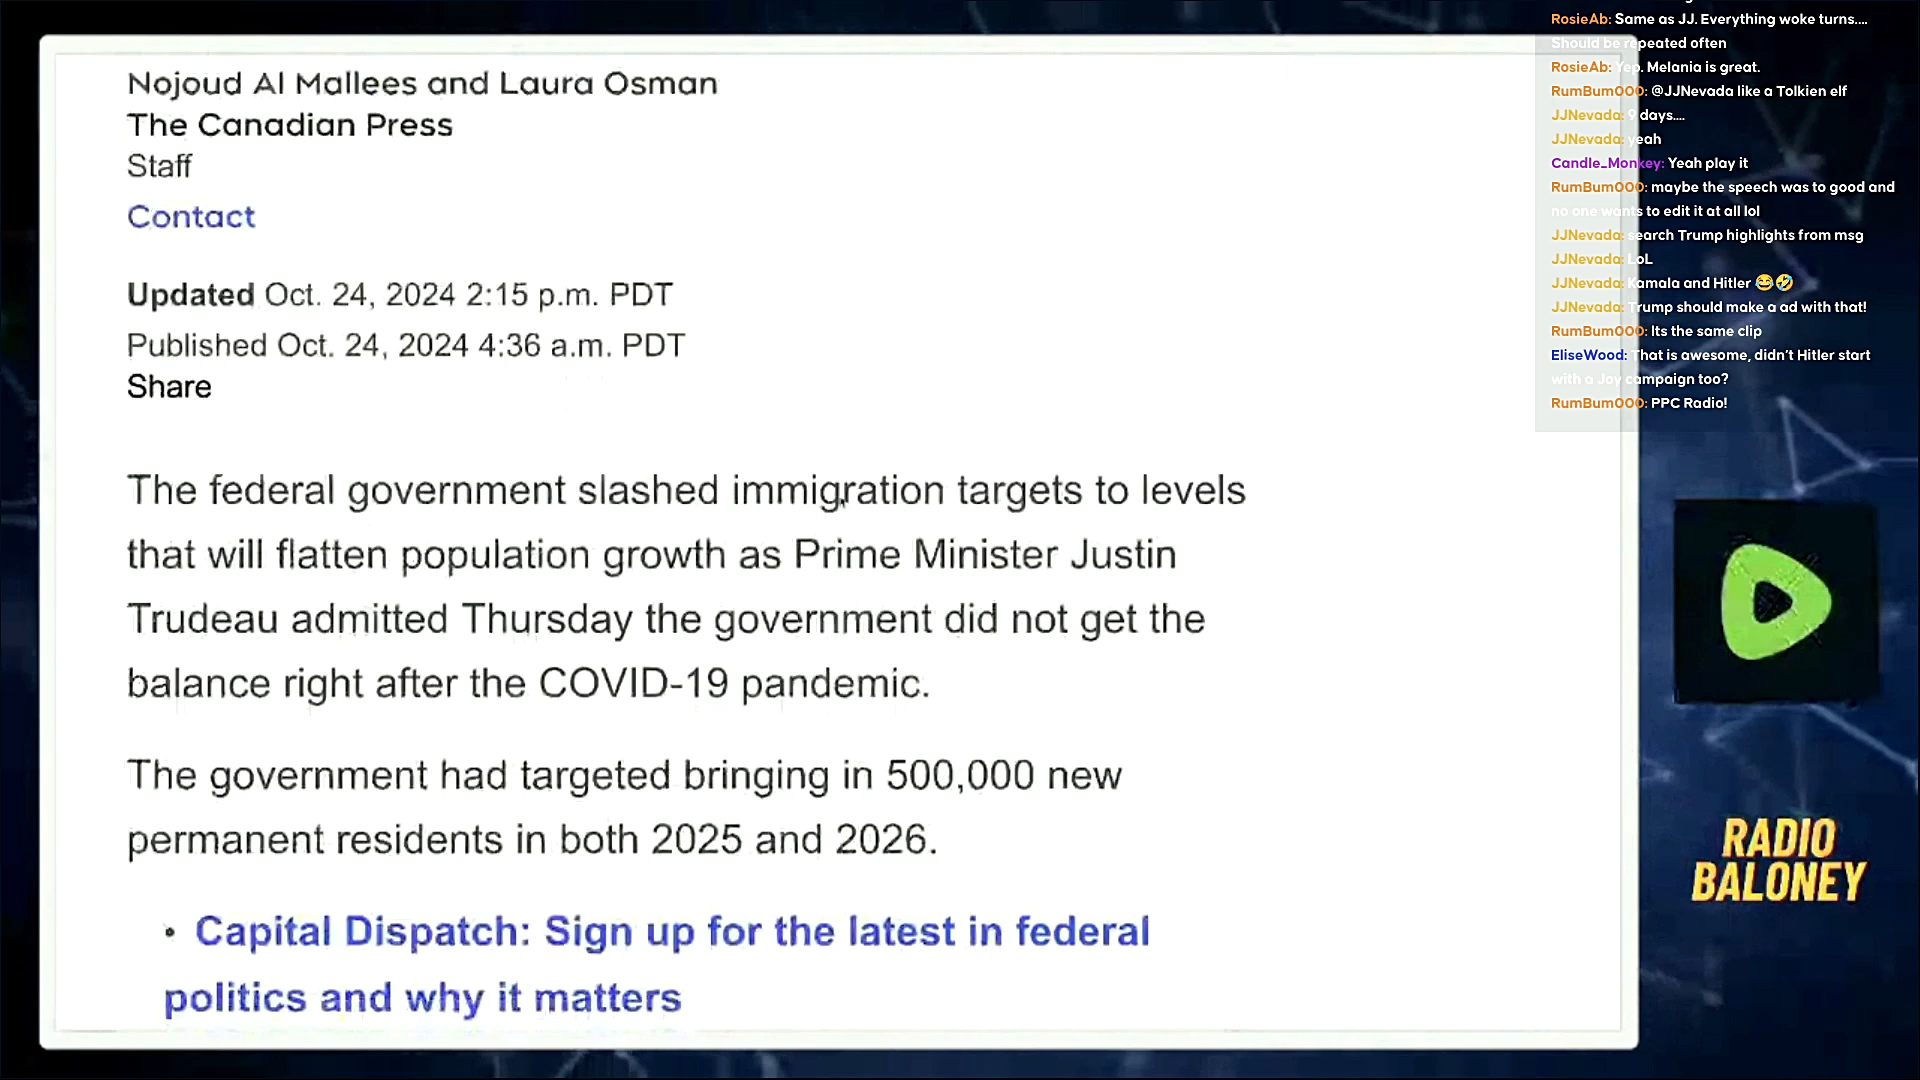 Nojoud Al Mallees and Laura Osman
The Canadian Press
Staff
Contact
Updated Oct. 24, 2024 2:15 p.m. PDT
Published Oct. 24, 2024 4:36 a.m. PDT
Share
The federal government slashed immigration targets to levels
that will flatten population growth as Prime Minister Justin
Trudeau admitted Thursday the government did not get the
balance right after the COVID-19 pandemic.
The government had targeted bringing in 500,000 new
permanent residents in both 2025 and 2026.
• Capital Dispatch: Sign up for the latest in federal
politics and why it matters
RosieAb: Same as JJ. Everything woke turns....
Should be repeated often
RosieAb: Yep. Melania is great.
RumBum000: @JJNevada like a Tolkien elf
JJNevada: 9 days....
JJNevada: yeah
Candle_Monkey: Yeah play it
RumBum000: maybe the speech was to good and
no one wants to edit it at all lol
JJNevada: search Trump highlights from msg
JJNevada: LoL
JJNevada: Kamala and Hitler 😂🤣
JJNevada: Trump should make a ad with that!
RumBum000: Its the same clip
EliseWood: That is awesome, didn't Hitler start
with a Joy campaign too?
RumBum000: PPC Radio!
RADIO
BALONEY